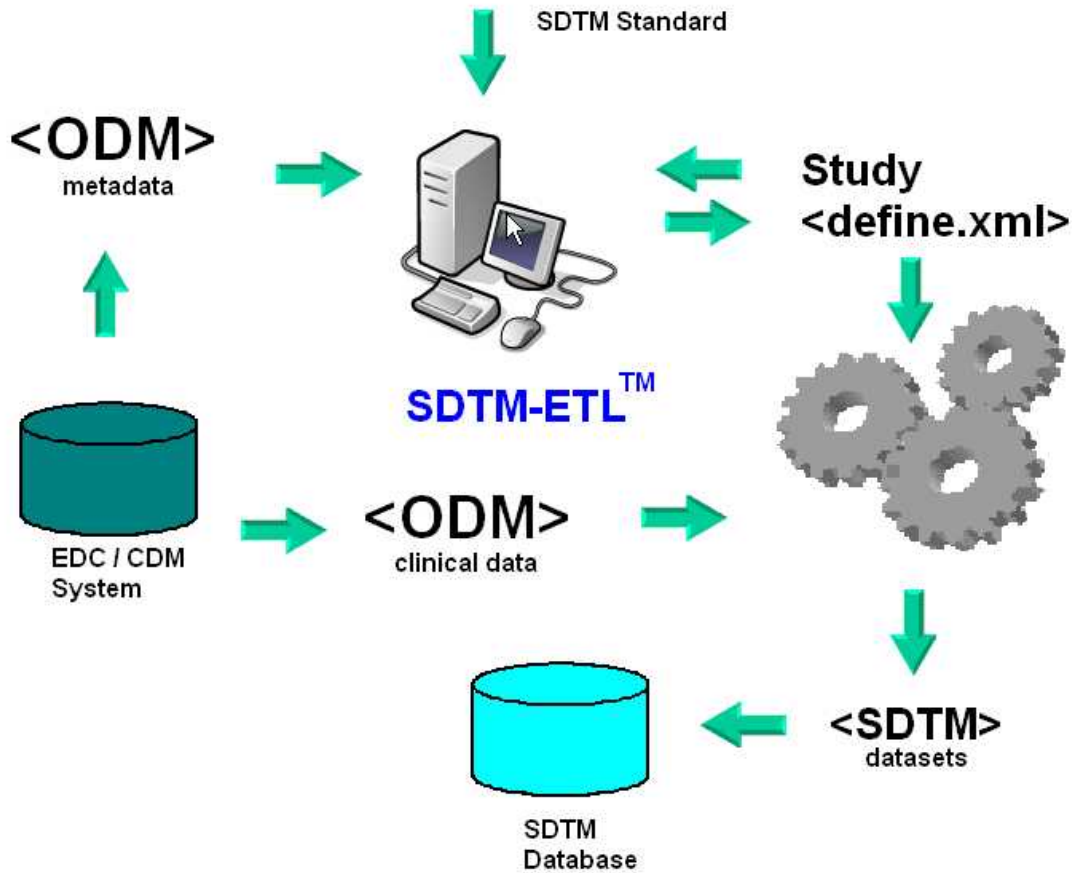 SDTM Standard
<ODM>
metadata
Study
<define.xml>
SDTM-ETL™
EDC / CDM
System
<ODM>
clinical data
<SDTM>
datasets
SDTM
Database